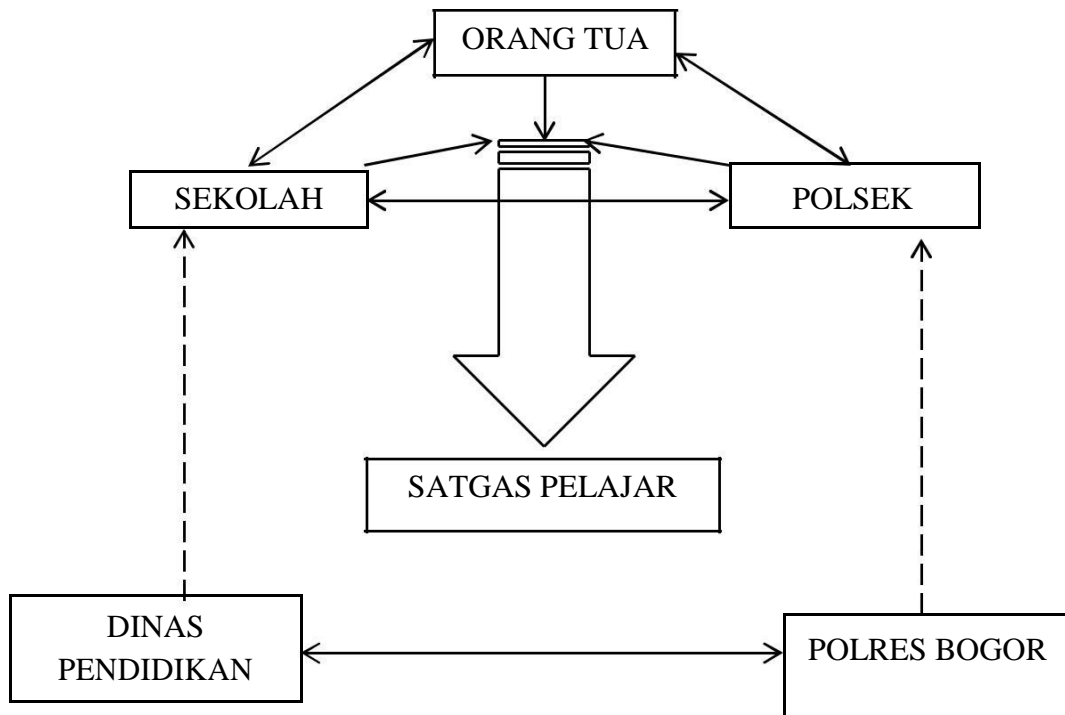 ORANG TUA
SEKOLAH
POLSEK
SATGAS PELAJAR
DINAS
PENDIDIKAN
POLRES BOGOR